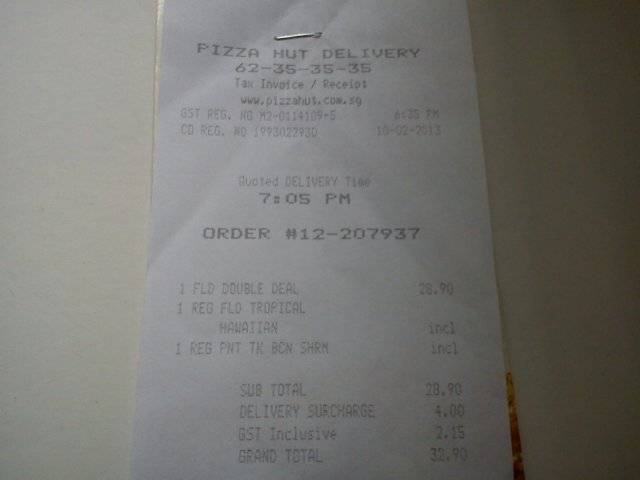 PIZZA HUT DELIVERY
62-35-35-35
Tax Invoice / Receipt
www.pizzahut.com.sg
GST REG. NO M2-0114109-5 6:35 PM
CO REG. NO 199302293D 10-02-2013
Quoted DELIVERY Time
7:05 PM
ORDER #12-207937
1 FLD DOUBLE DEAL 28.90
1 REG FLD TROPICAL
HAWAIIAN incl
1 REG PNT TK BCN SHRM incl
SUB TOTAL 28.90
DELIVERY SURCHARGE 4.00
GST Inclusive 2.15
GRAND TOTAL 32.90